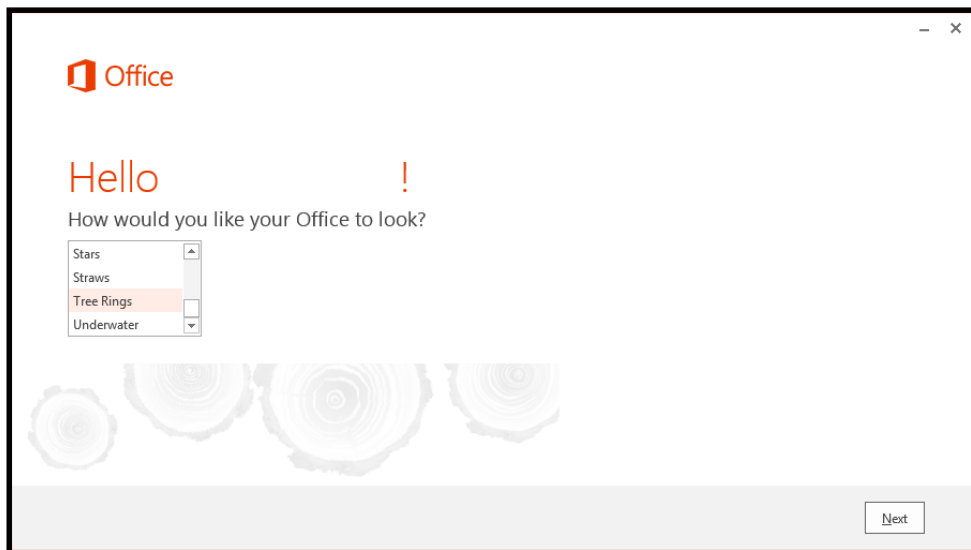 Office
Hello !
How would you like your Office to look?
Stars
Straws
Tree Rings
Underwater
Next